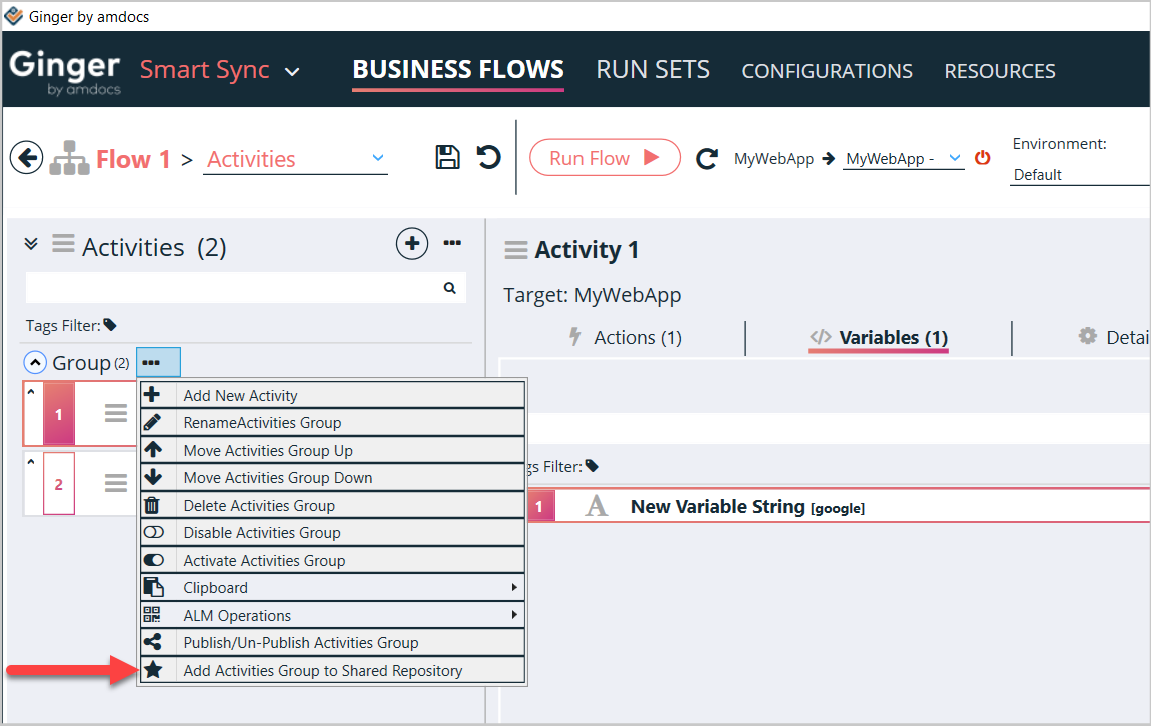 Ginger by amdocs
Ginger by amdocs Smart Sync BUSINESS FLOWS RUN SETS CONFIGURATIONS RESOURCES
Flow 1 > Activities Run Flow MyWebApp MyWebApp - Environment:
Default
Activities (2)
Activity 1
Target: MyWebApp
Tags Filter:
Actions (1) Variables (1) Detai
Group (2) •••
Add New Activity
RenameActivities Group
1
Move Activities Group Up
gs Filter:
Move Activities Group Down
2
Delete Activities Group
1 A New Variable String [google]
Disable Activities Group
Activate Activities Group
Clipboard
ALM Operations
Publish/Un-Publish Activities Group
Add Activities Group to Shared Repository